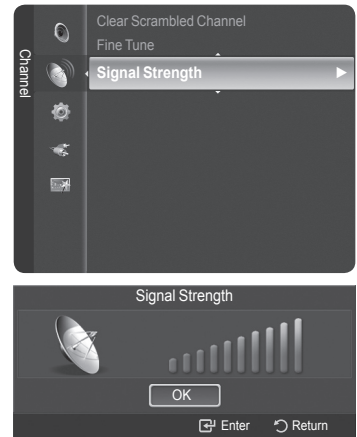 Channel
Clear Scrambled Channel
Fine Tune
Signal Strength
Signal Strength
OK
Enter Return